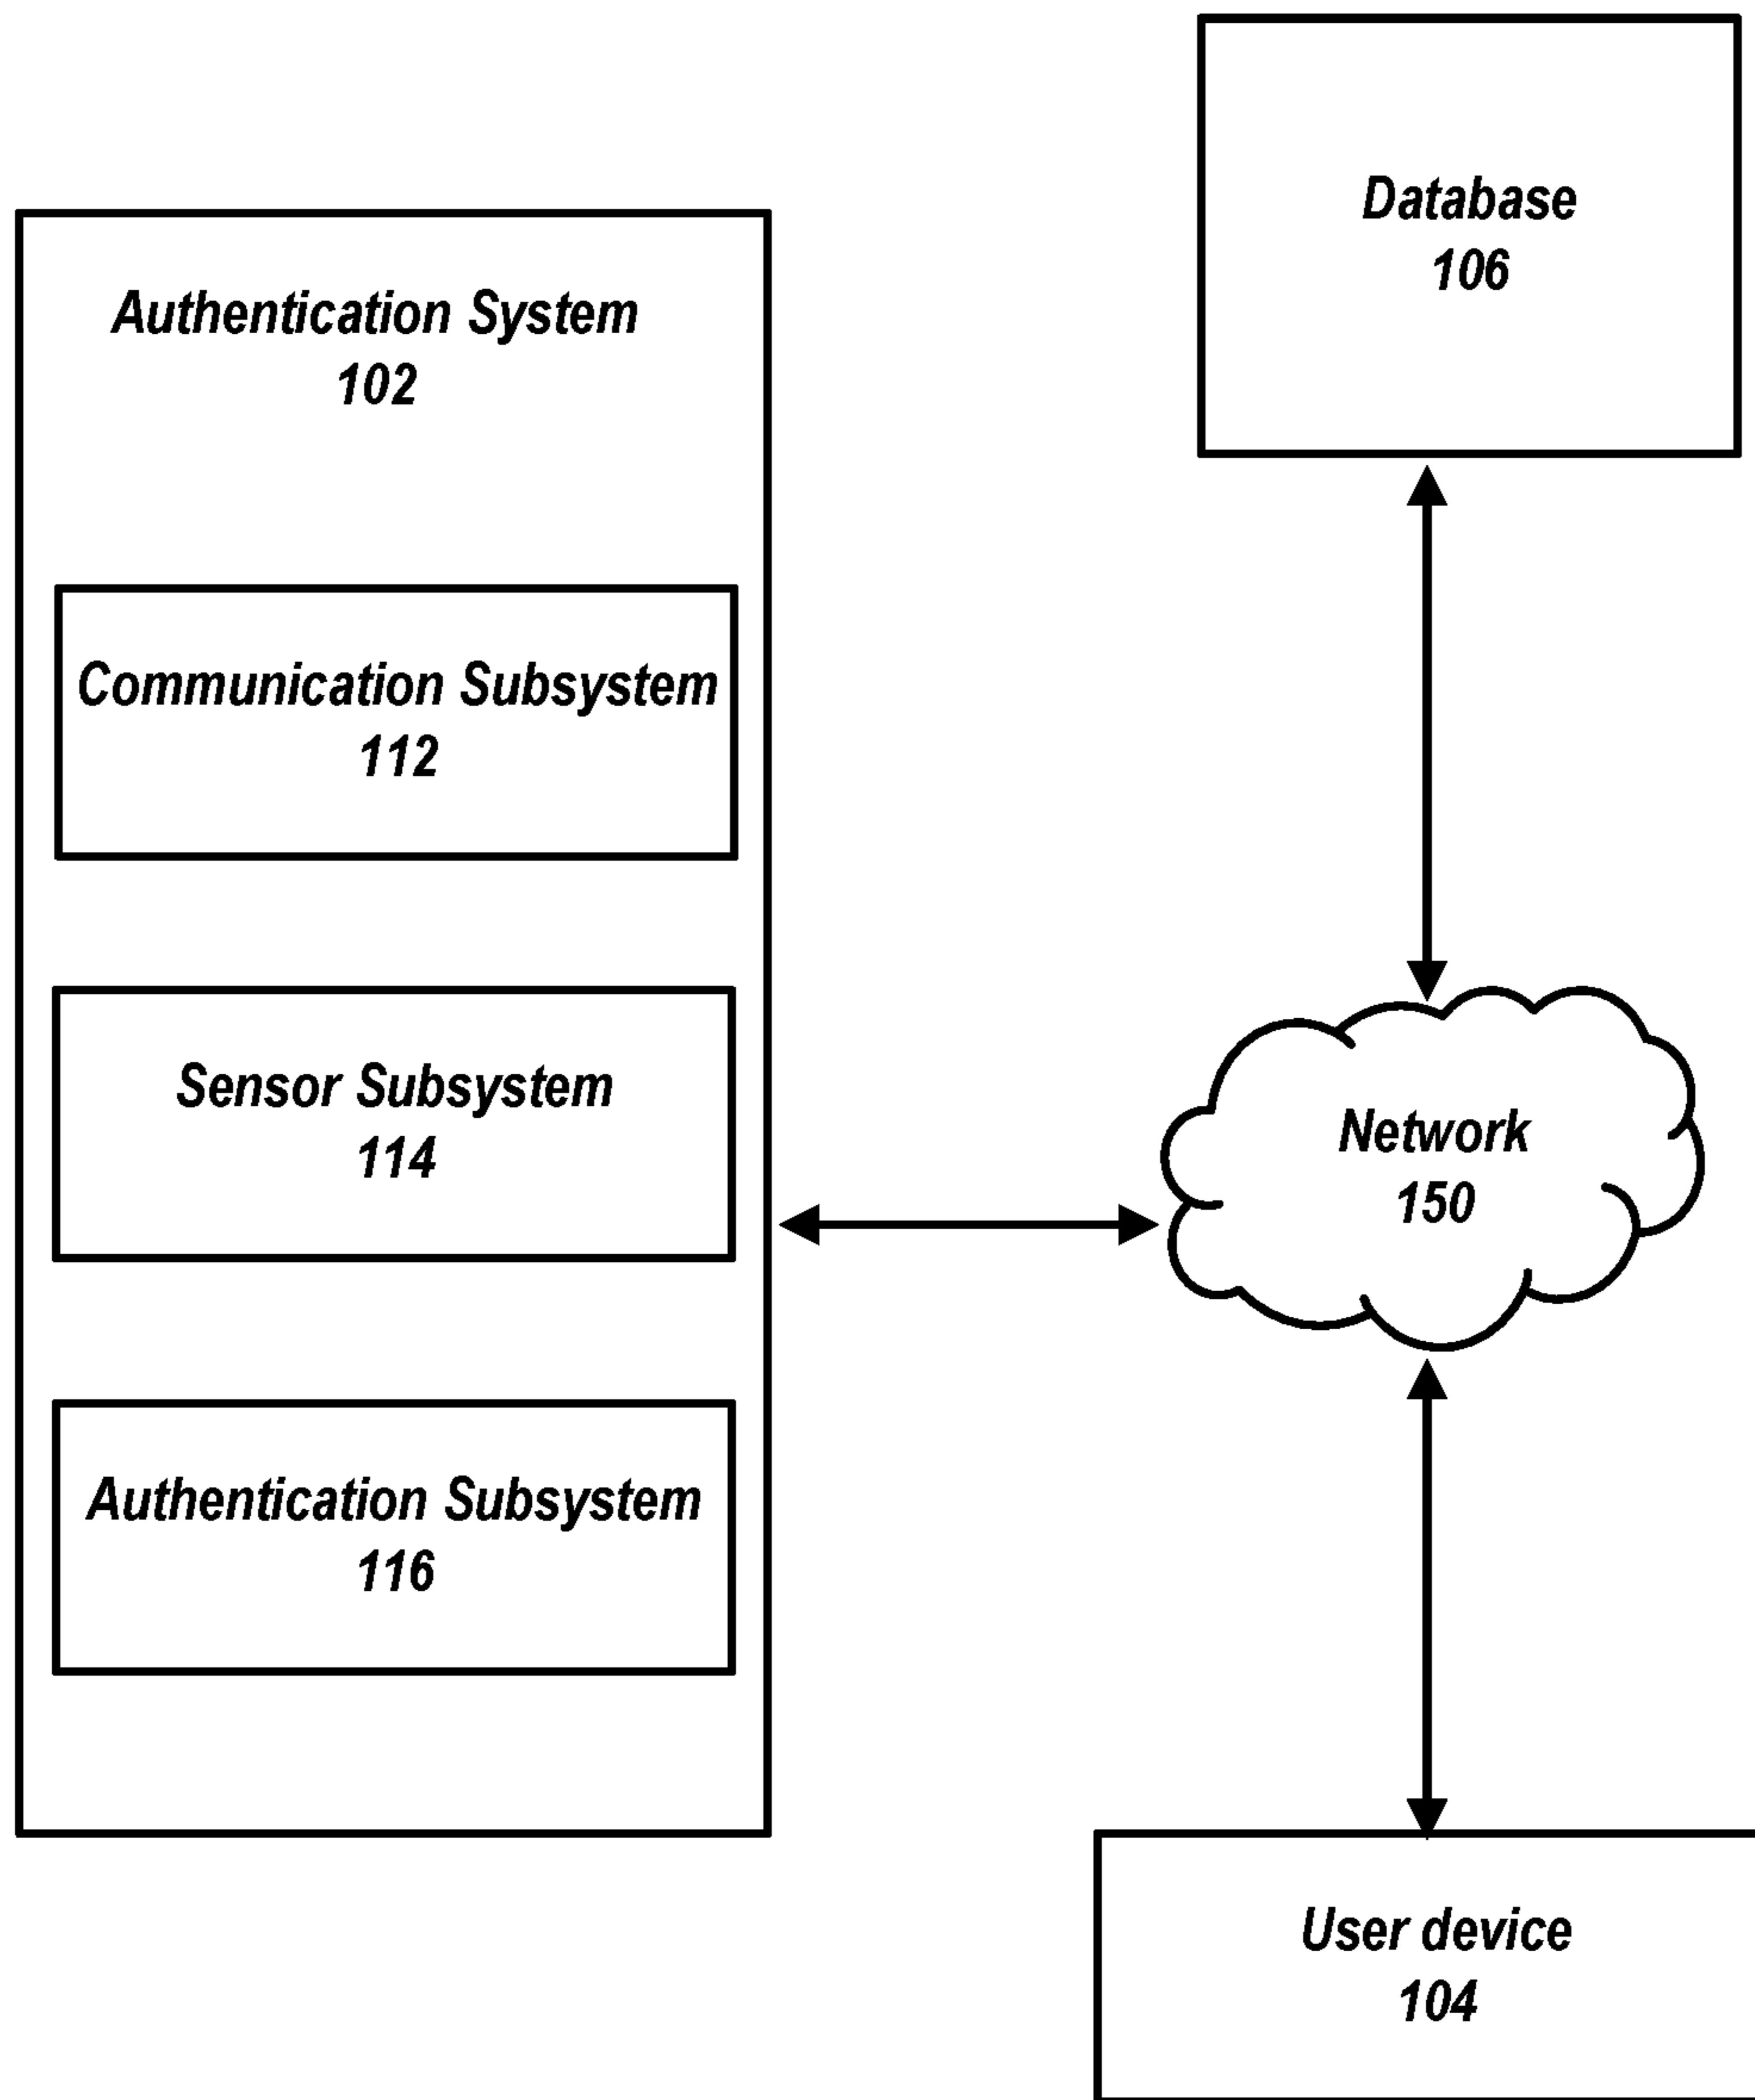 Database
106
Authentication System
102
Communication Subsystem
112
Sensor Subsystem
114
Network
150
Authentication Subsystem
116
User device
104